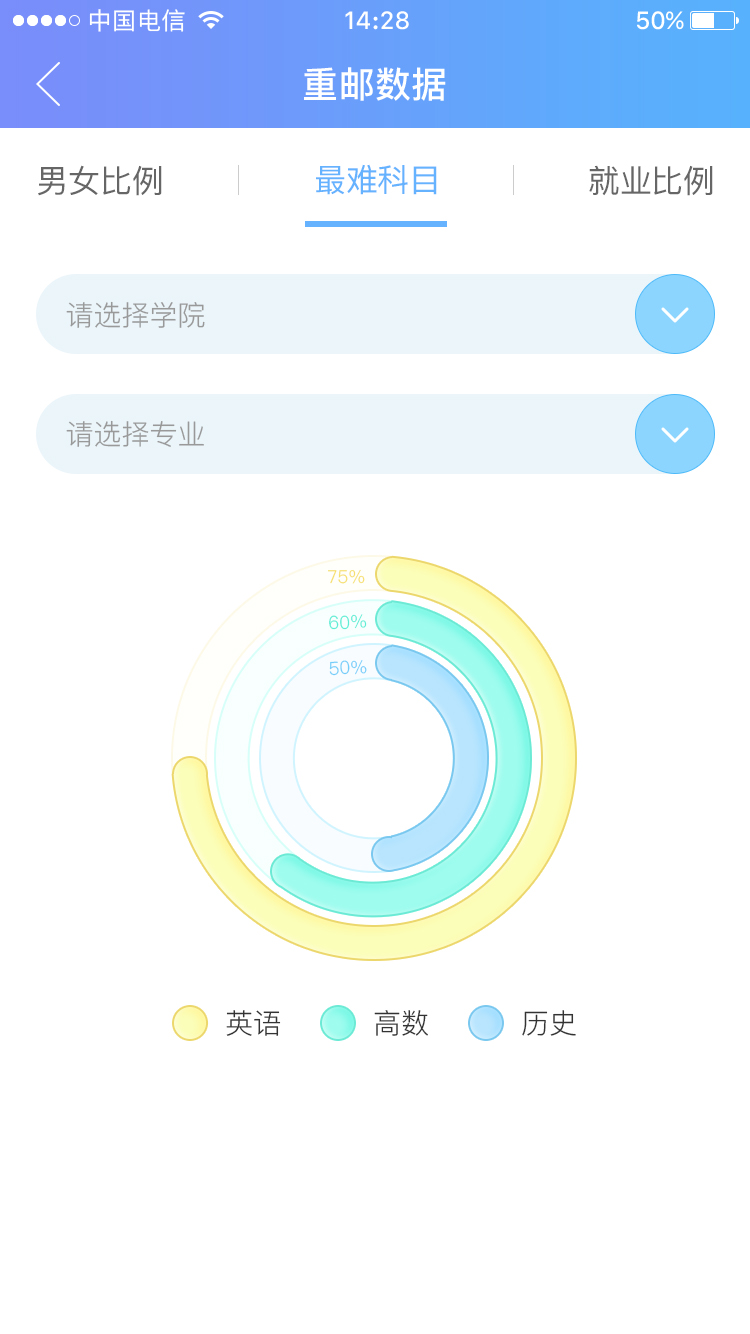 中国电信 14:28 50%
重邮数据
男女比例 最难科目 就业比例
请选择学院
请选择专业
75%
60%
50%
英语 高数 历史